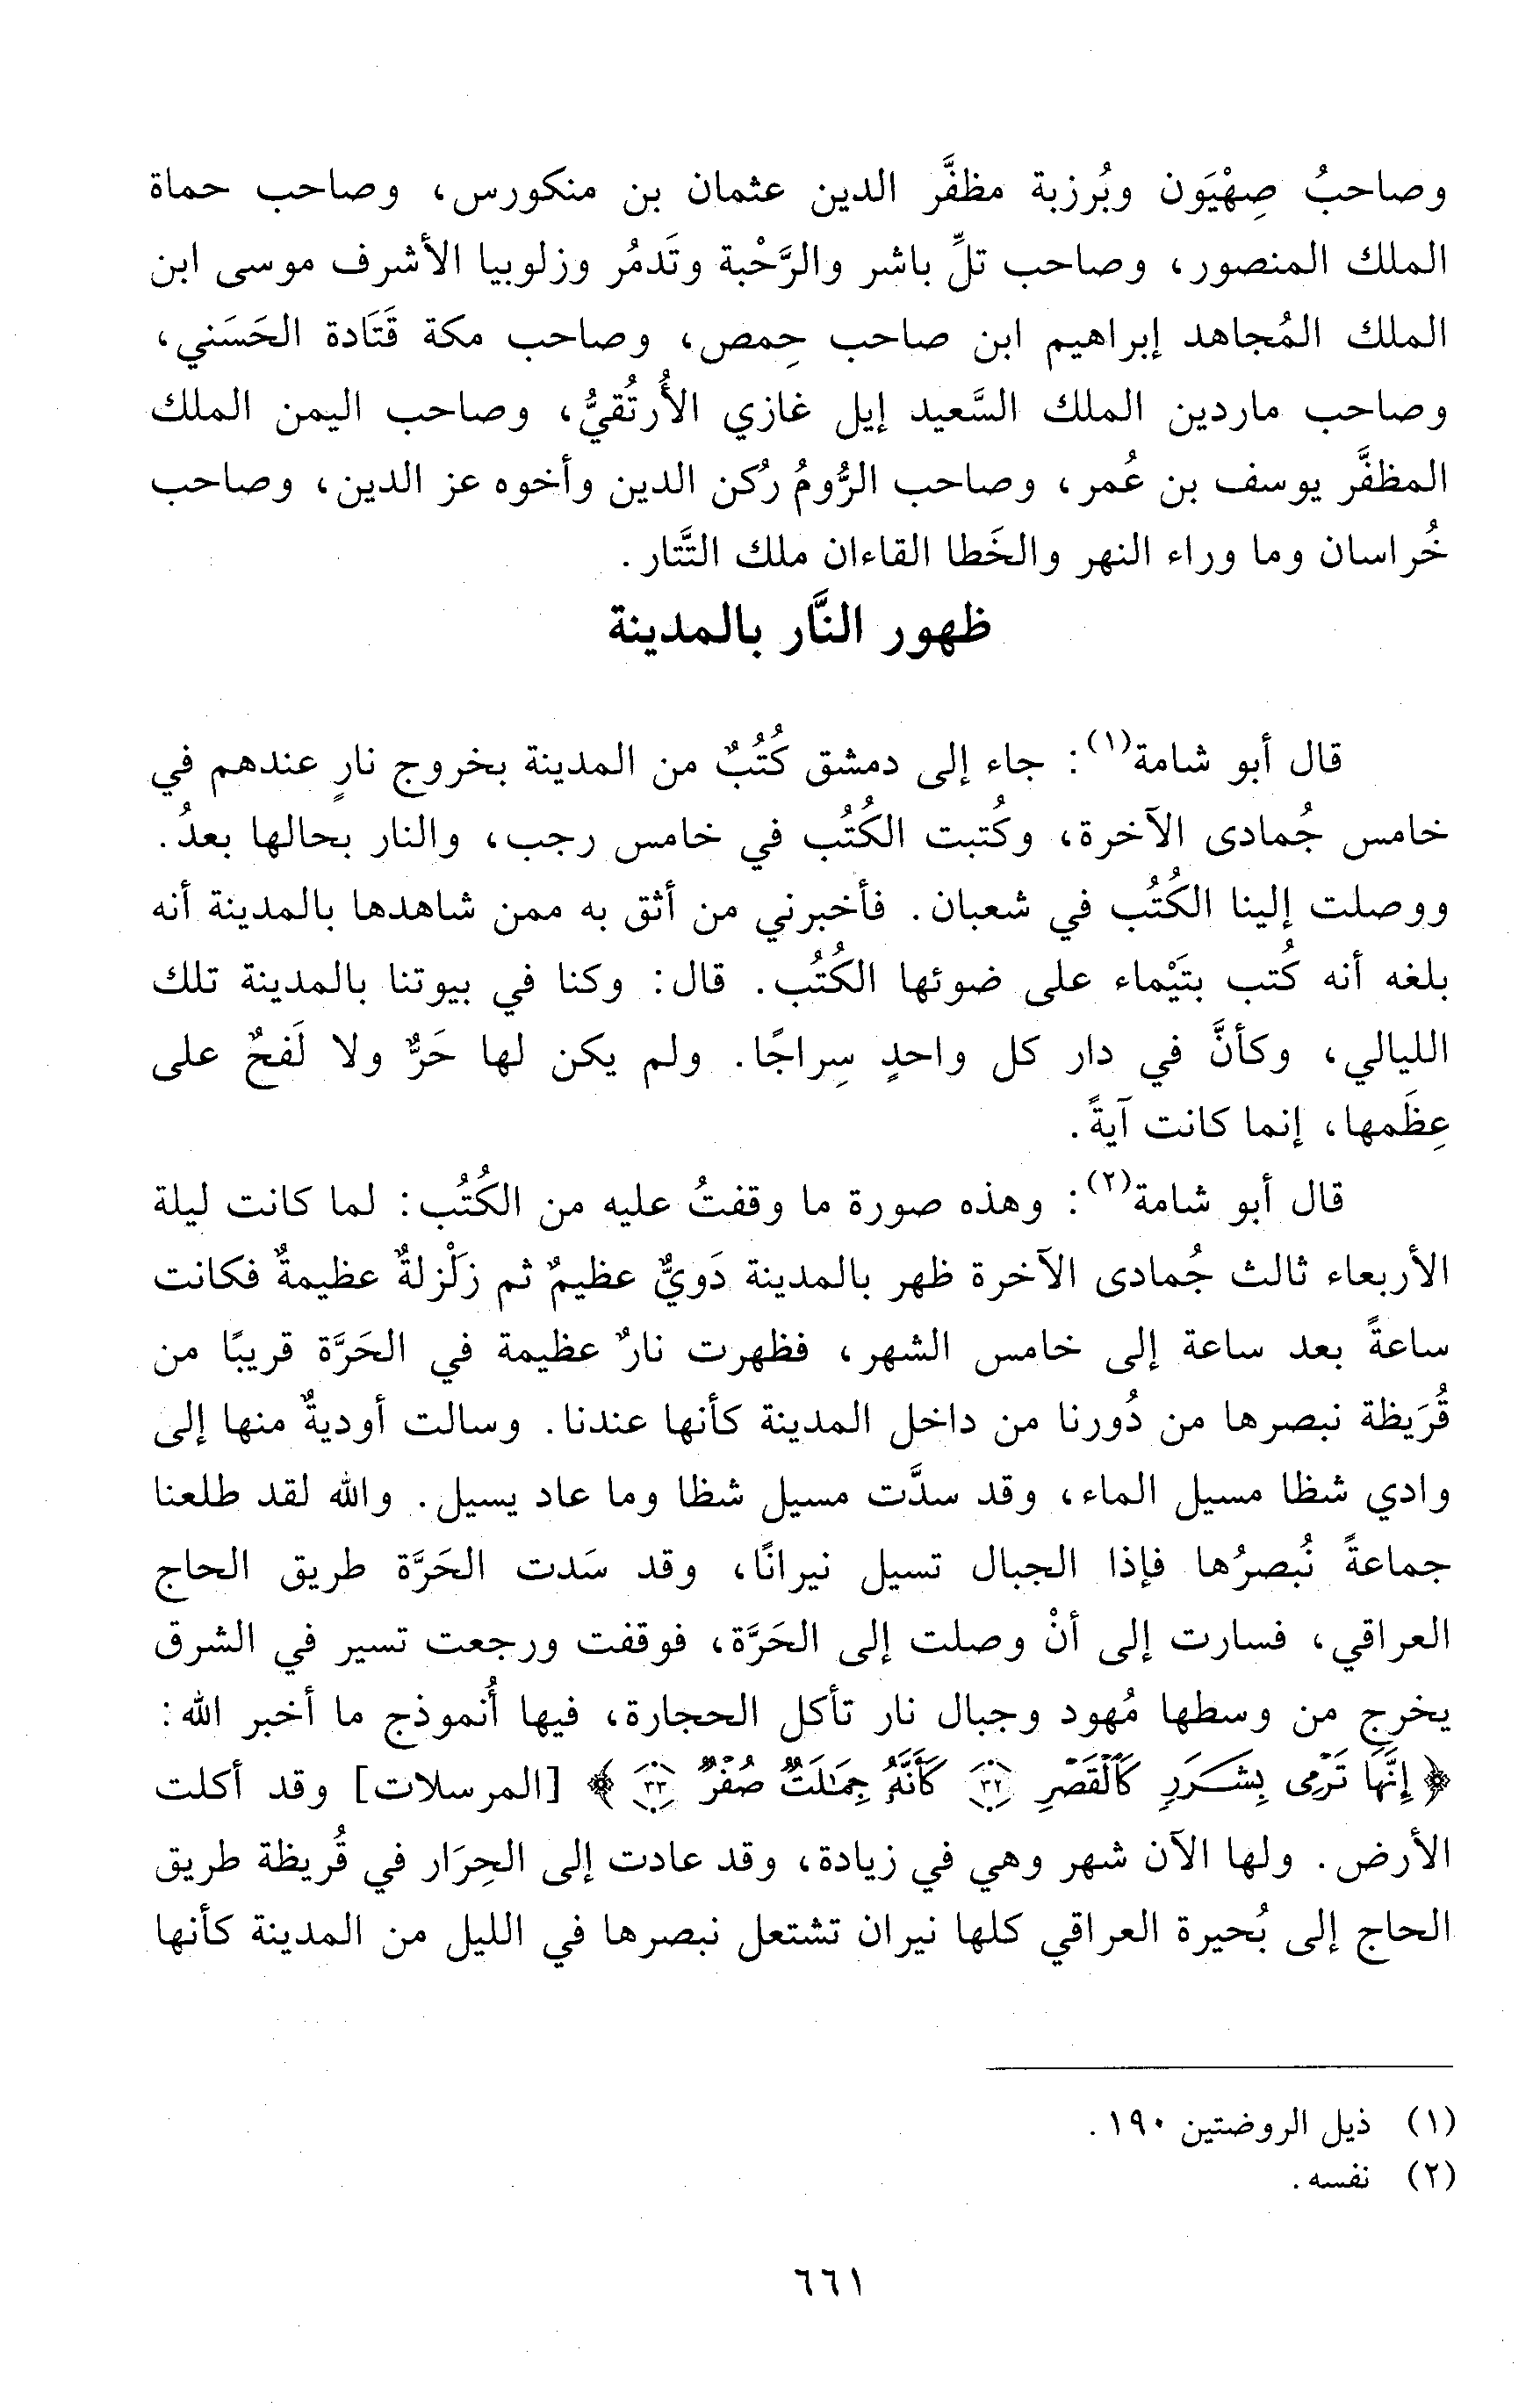 وصاحبُ صِهْيَون وبُرزبة مظفَّر الدين عثمان بن منكورس، وصاحب حماة
الملك المنصور، وصاحب تلِّ باشر والرَّحْبة وتَدمُر وزلوبيا الأشرف موسى ابن
الملك المُجاهد إبراهيم ابن صاحب حِمص، وصاحب مكة قَتَادة الحَسَني،
وصاحب ماردين الملك السَّعيد إيل غازي الأُرتُقيُّ، وصاحب اليمن الملك
المظفَّر يوسف بن عُمر، وصاحب الرُّومُ رُكن الدين وأخوه عز الدين، وصاحب
خُراسان وما وراء النهر والخَطا القاءان ملك التَّتار.
ظهور النَّار بالمدينة
قال أبو شامة(١): جاء إلى دمشق كُتُبٌ من المدينة بخروج نارٍ عندهم في
خامس جُمادى الآخرة، وكُتبت الكُتُب في خامس رجب، والنار بحالها بعدُ.
ووصلت إلينا الكُتُب في شعبان. فأخبرني من أثق به ممن شاهدها بالمدينة أنه
بلغه أنه كُتب بتَيْماء على ضوئها الكُتُب. قال: وكنا في بيوتنا بالمدينة تلك
الليالي، وكأنَّ في دار كل واحدٍ سِراجًا. ولم يكن لها حَرٌّ ولا لَفحٌ على
عِظَمها، إنما كانت آيةً.
قال أبو شامة(٢): وهذه صورة ما وقفتُ عليه من الكُتُب: لما كانت ليلة
الأربعاء ثالث جُمادى الآخرة ظهر بالمدينة دَويٌّ عظيمٌ ثم زَلْزلةٌ عظيمةٌ فكانت
ساعةً بعد ساعة إلى خامس الشهر، فظهرت نارٌ عظيمة في الحَرَّة قريبًا من
قُرَيظة نبصرها من دُورنا من داخل المدينة كأنها عندنا. وسالت أوديةٌ منها إلى
وادي شظا مسيل الماء، وقد سدَّت مسيل شظا وما عاد يسيل. والله لقد طلعنا
جماعةً نُبصرُها فإذا الجبال تسيل نيرانًا، وقد سَدت الحَرَّة طريق الحاج
العراقي، فسارت إلى أنْ وصلت إلى الحَرَّة، فوقفت ورجعت تسير في الشرق
يخرج من وسطها مُهود وجبال نار تأكل الحجارة، فيها أُنموذج ما أخبر الله:
﴿إِنَّهَا تَرْمِى بِشَكَرَرٍ كَٱلْقَصْرِ ۝٣٢ كَأَنَّهُۥ جِمَٰلَتٌ صُفْرٌ ۝٣٣﴾ [المرسلات] وقد أكلت
الأرض. ولها الآن شهر وهي في زيادة، وقد عادت إلى الحِرَار في قُريظة طريق
الحاج إلى بُحيرة العراقي كلها نيران تشتعل نبصرها في الليل من المدينة كأنها
(١) ذيل الروضتين ١٩٠.
(٢) نفسه.
٦٦١